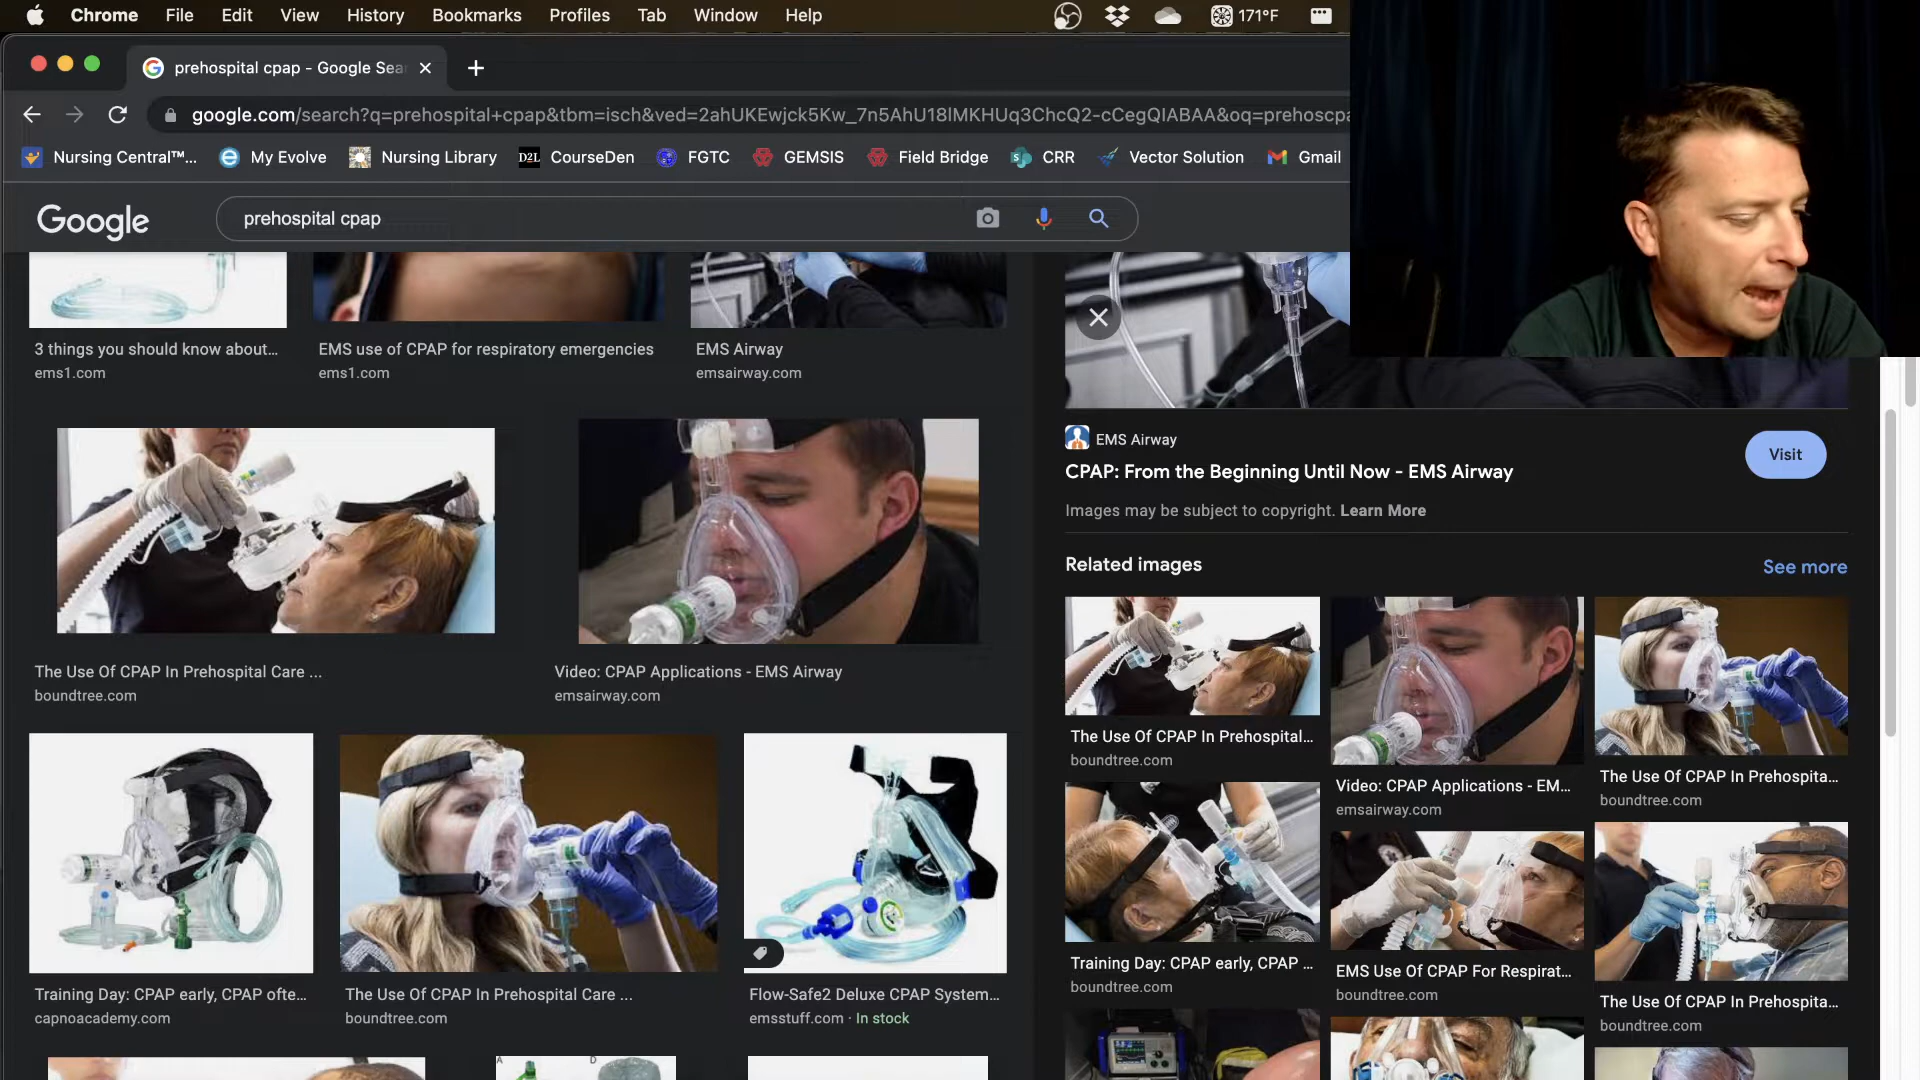 Chrome File Edit View History Bookmarks Profiles Tab Window Help 171°F
prehospital cpap - Google Sea
google.com/search?q=prehospital+cpap&tbm=isch&ved=2ahUKEwjck5Kw_7n5AhU18lMKHUq3ChcQ2-cCegQIABAA&oq=prehoscpa
Nursing Central™... My Evolve Nursing Library D2L CourseDen FGTC GEMSIS Field Bridge CRR Vector Solution Gmail
Google prehospital cpap
3 things you should know about...
ems1.com
EMS use of CPAP for respiratory emergencies
ems1.com
EMS Airway
emsairway.com
The Use Of CPAP In Prehospital Care ...
boundtree.com
Video: CPAP Applications - EMS Airway
emsairway.com
Training Day: CPAP early, CPAP ofte...
capnoacademy.com
The Use Of CPAP In Prehospital Care ...
boundtree.com
Flow-Safe2 Deluxe CPAP System...
emsstuff.com · In stock
A D
EMS Airway
CPAP: From the Beginning Until Now - EMS Airway
Visit
Images may be subject to copyright. Learn More
Related images
See more
The Use Of CPAP In Prehospital...
boundtree.com
Video: CPAP Applications - EM...
emsairway.com
The Use Of CPAP In Prehospita...
boundtree.com
Training Day: CPAP early, CPAP ...
boundtree.com
EMS Use Of CPAP For Respirat...
boundtree.com
The Use Of CPAP In Prehospita...
boundtree.com